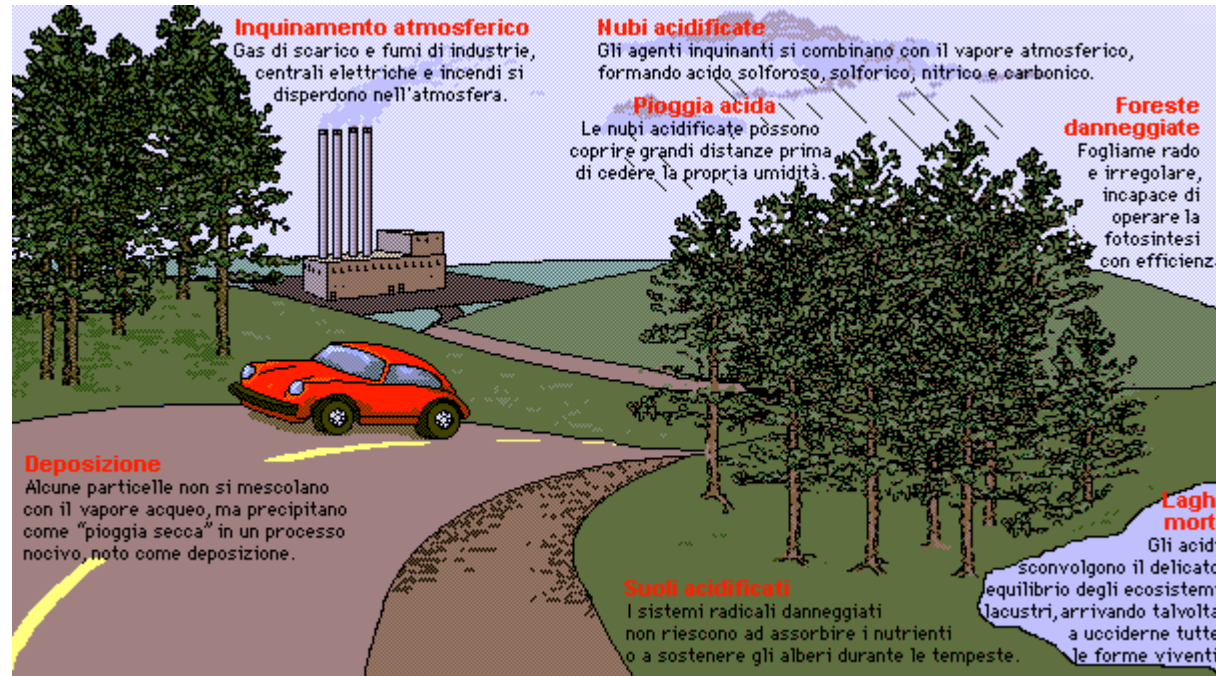 Inquinamento atmosferico
Gas di scarico e fumi di industrie,
centrali elettriche e incendi si
disperdono nell'atmosfera.
Nubi acidificate
Gli agenti inquinanti si combinano con il vapore atmosferico,
formando acido solforoso, solforico, nitrico e carbonico.
Pioggia acida
Le nubi acidificate possono
coprire grandi distanze prima
di cedere la propria umidità.
Foreste
danneggiate
Fogliame rado
e irregolare,
incapace di
operare la
fotosintesi
con efficienz
Deposizione
Alcune particelle non si mescolano
con il vapore acqueo, ma precipitano
come "pioggia secca" in un processo
nocivo, noto come deposizione.
Suoli acidificati
I sistemi radicali danneggiati
non riescono ad assorbire i nutrienti
o a sostenere gli alberi durante le tempeste.
Lagh
mort
Gli acidi
sconvolgono il delicato
equilibrio degli ecosistemi
lacustri, arrivando talvolta
a ucciderne tutte
le forme viventi